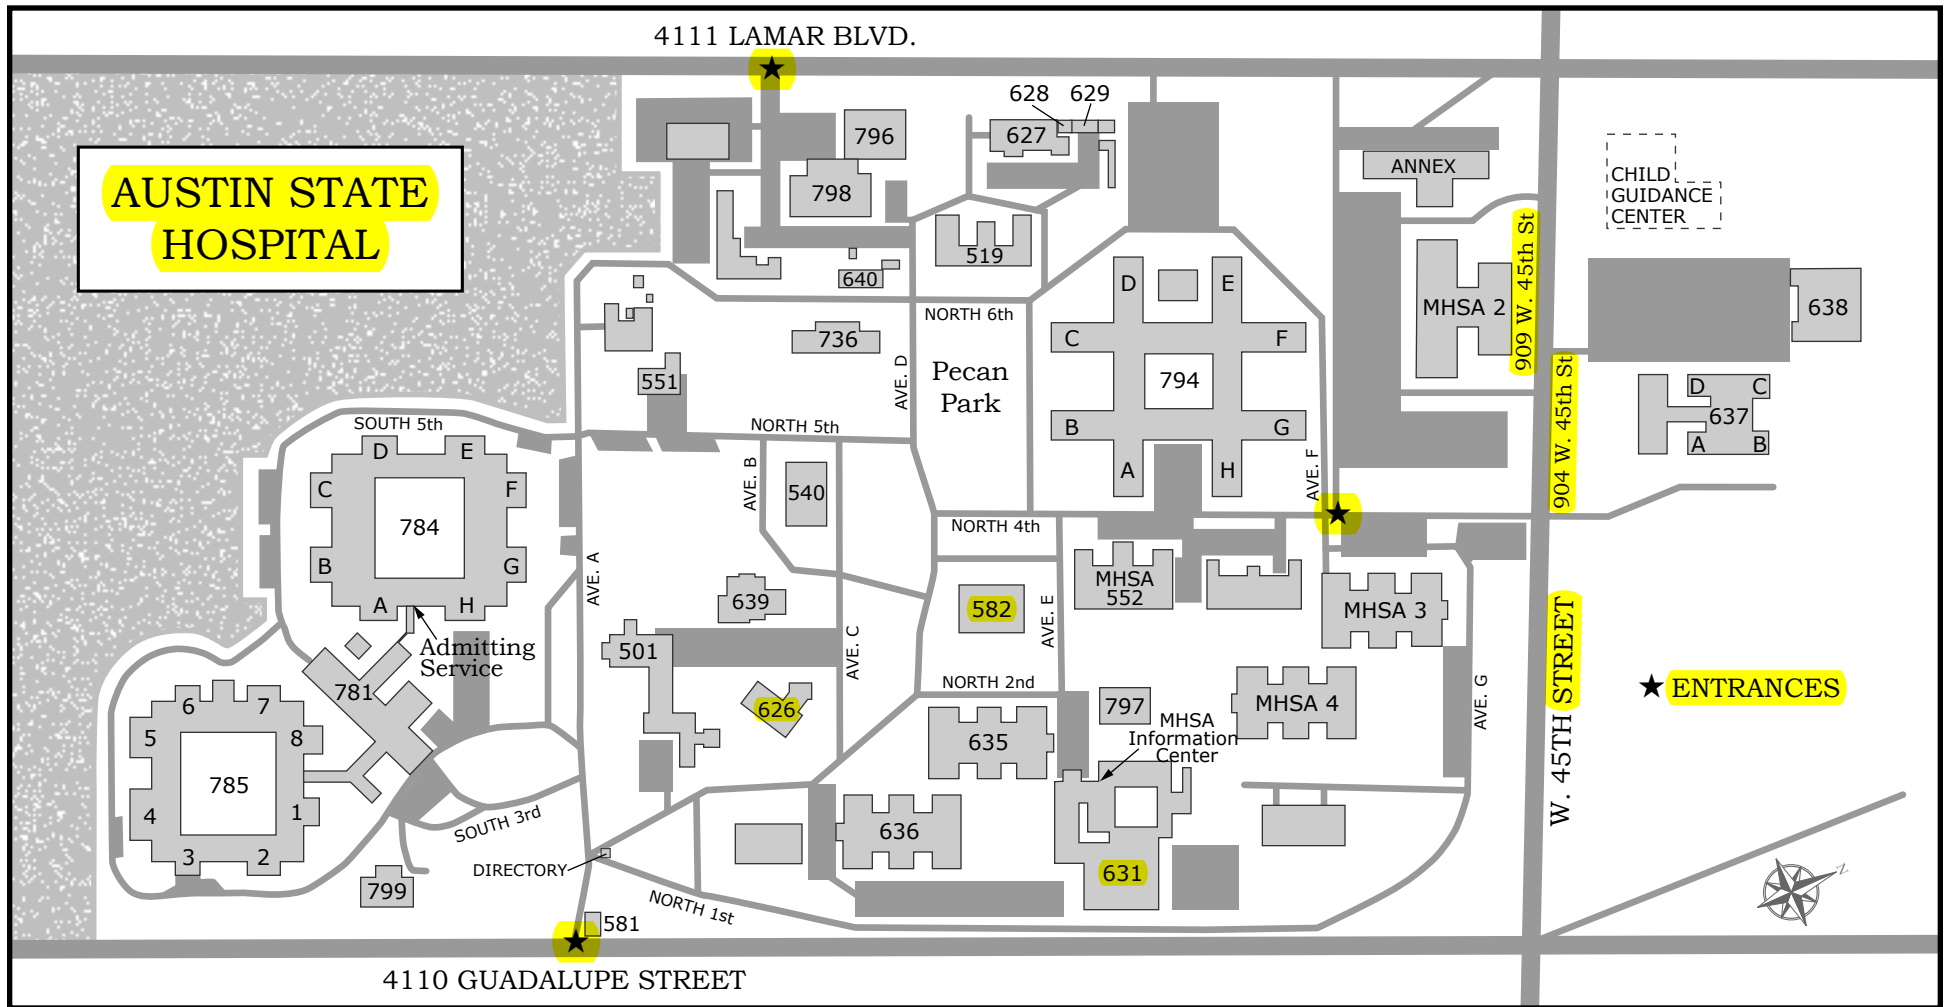 4111 LAMAR BLVD.
AUSTIN STATE
HOSPITAL
628
629
796
627
798
519
640
NORTH 6th
736
551
AVE. D
Pecan
Park
D
E
C
F
794
B
G
A
H
AVE. F
ANNEX
MHSA 2
909 W. 45th St
CHILD
GUIDANCE
CENTER
638
904 W. 45th St
D
C
637
A
B
SOUTH 5th
NORTH 5th
D
E
C
F
784
B
G
A
H
Admitting
Service
AVE. A
AVE. B
540
639
501
626
AVE. C
NORTH 4th
582
AVE. E
MHSA
552
MHSA 3
NORTH 2nd
797
MHSA 4
AVE. G
635
MHSA
Information
Center
636
631
W. 45TH STREET
ENTRANCES
781
6
7
5
8
785
4
1
3
2
799
SOUTH 3rd
DIRECTORY
581
NORTH 1st
N
4110 GUADALUPE STREET